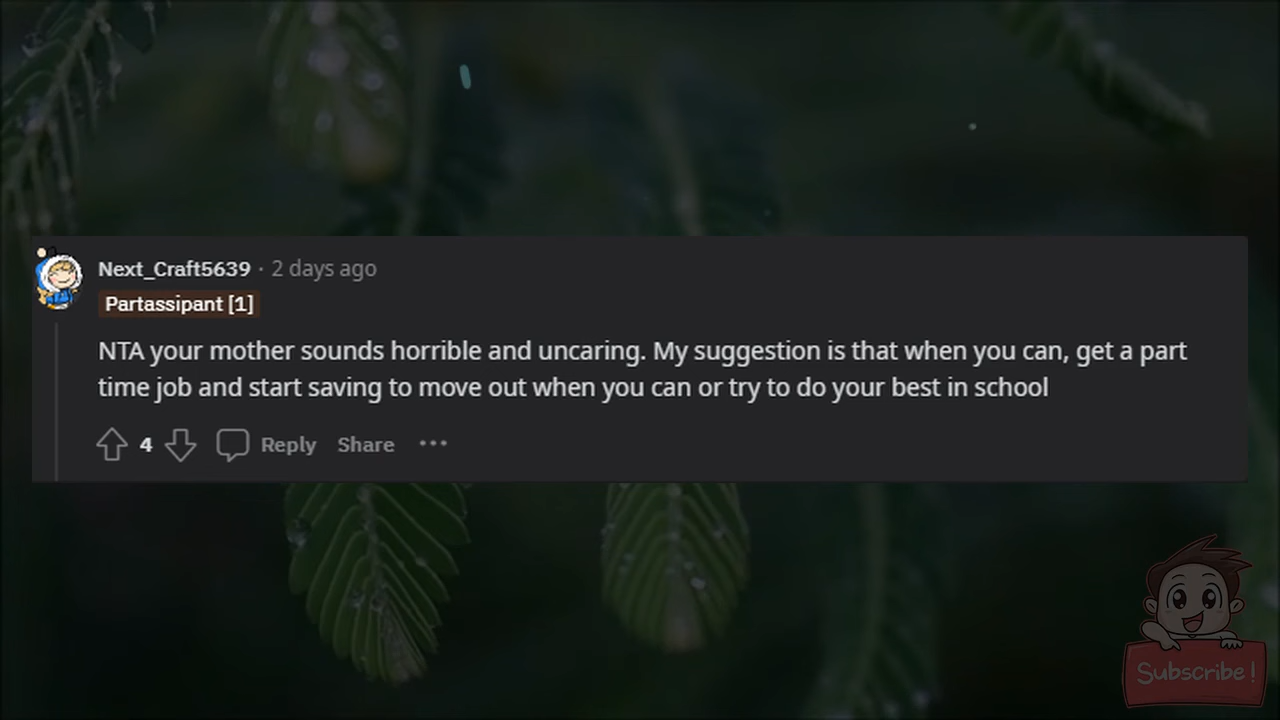 Next_Craft5639 · 2 days ago
Partassipant [1]
NTA your mother sounds horrible and uncaring. My suggestion is that when you can, get a part
time job and start saving to move out when you can or try to do your best in school
4 Reply Share ···
Subscribe!